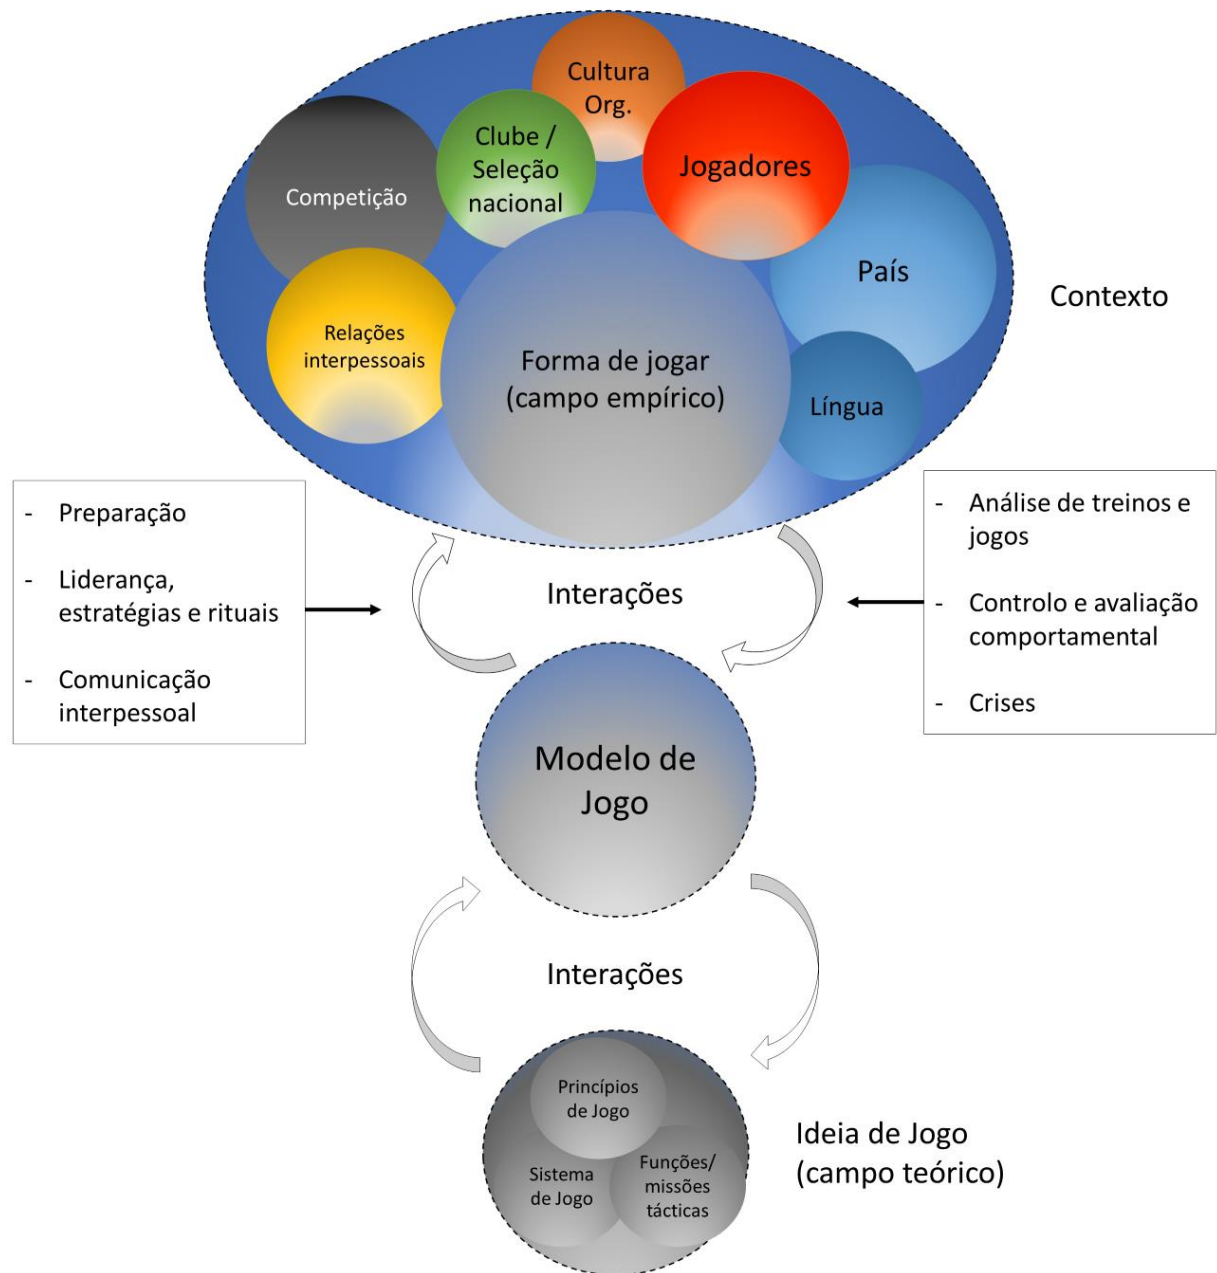 Cultura
Org.
Clube /
Seleção
nacional
Jogadores
Competição
País
Contexto
Relações
interpessoais
Forma de jogar
(campo empírico)
Língua
- Preparação
- Liderança,
estratégias e rituais
- Comunicação
interpessoal
Interações
- Análise de treinos e
jogos
- Controlo e avaliação
comportamental
- Crises
Modelo de
Jogo
Interações
Princípios
de Jogo
Sistema
de Jogo
Funções/
missões
tácticas
Ideia de Jogo
(campo teórico)